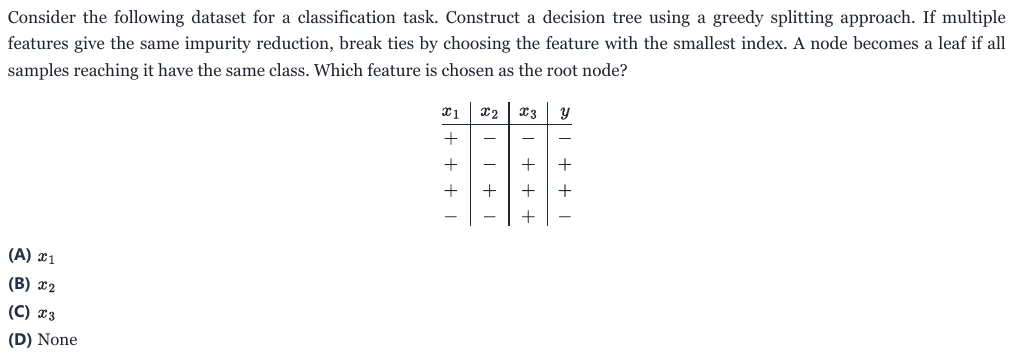 Consider the following dataset for a classification task. Construct a decision tree using a greedy splitting approach. If multiple
features give the same impurity reduction, break ties by choosing the feature with the smallest index. A node becomes a leaf if all
samples reaching it have the same class. Which feature is chosen as the root node?
x₁ x₂ x₃ y
+ − − −
+ − + +
+ + + +
− − + −
(A) x₁
(B) x₂
(C) x₃
(D) None